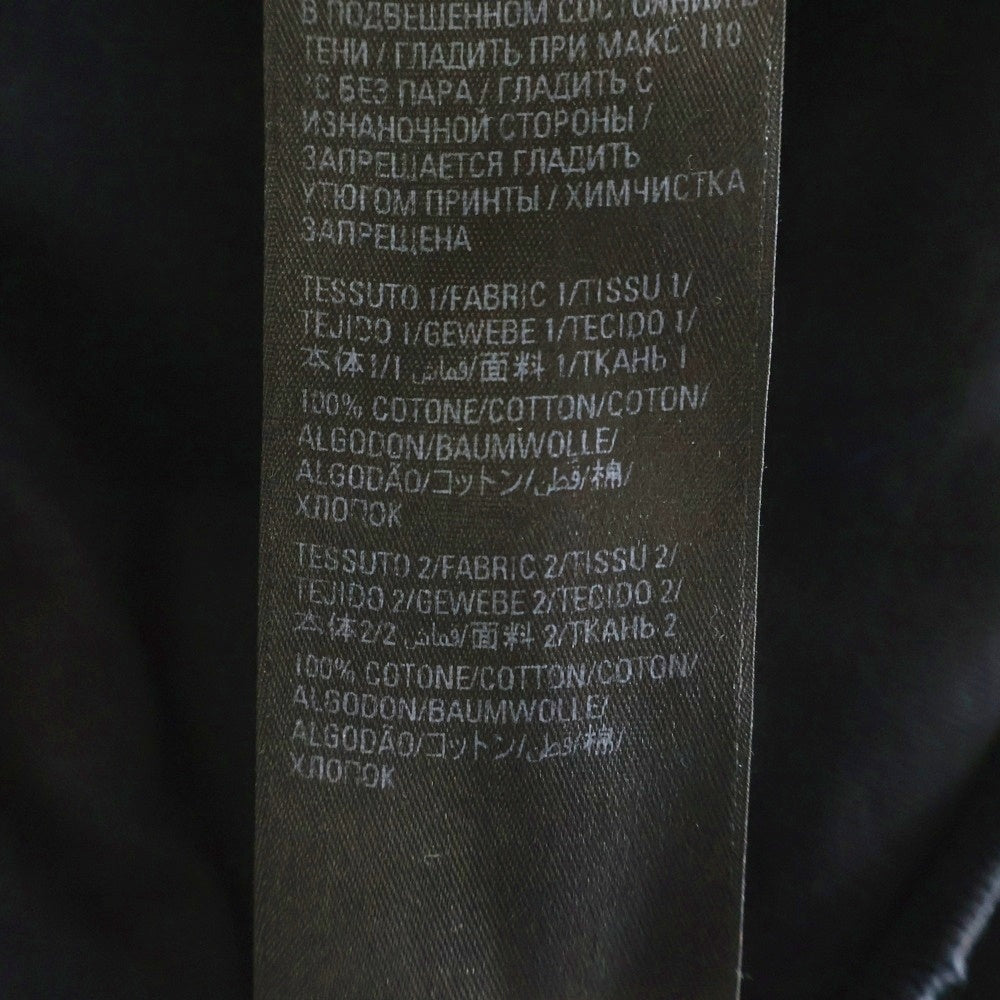 В ПОДВЕШЕННОМ СОСТОЯНИИ В
ТЕНИ / ГЛАДИТЬ ПРИ МАКС. 110
°C БЕЗ ПАРА / ГЛАДИТЬ С
ИЗНАНОЧНОЙ СТОРОНЫ /
ЗАПРЕЩАЕТСЯ ГЛАДИТЬ
УТЮГОМ ПРИНТЫ / ХИМЧИСТКА
ЗАПРЕЩЕНА
TESSUTO 1/FABRIC 1/TISSU 1/
TEJIDO 1/GEWEBE 1/TECIDO 1/
本体1/1 قماش/面料 1/ТКАНЬ 1
100% COTONE/COTTON/COTON/
ALGODON/BAUMWOLLE/
ALGODÃO/コットン/قطن/棉/
ХЛОПОК
TESSUTO 2/FABRIC 2/TISSU 2/
TEJIDO 2/GEWEBE 2/TECIDO 2/
本体2/2 قماش/面料 2/ТКАНЬ 2
100% COTONE/COTTON/COTON/
ALGODON/BAUMWOLLE/
ALGODÃO/コットン/قطن/棉/
ХЛОПОК